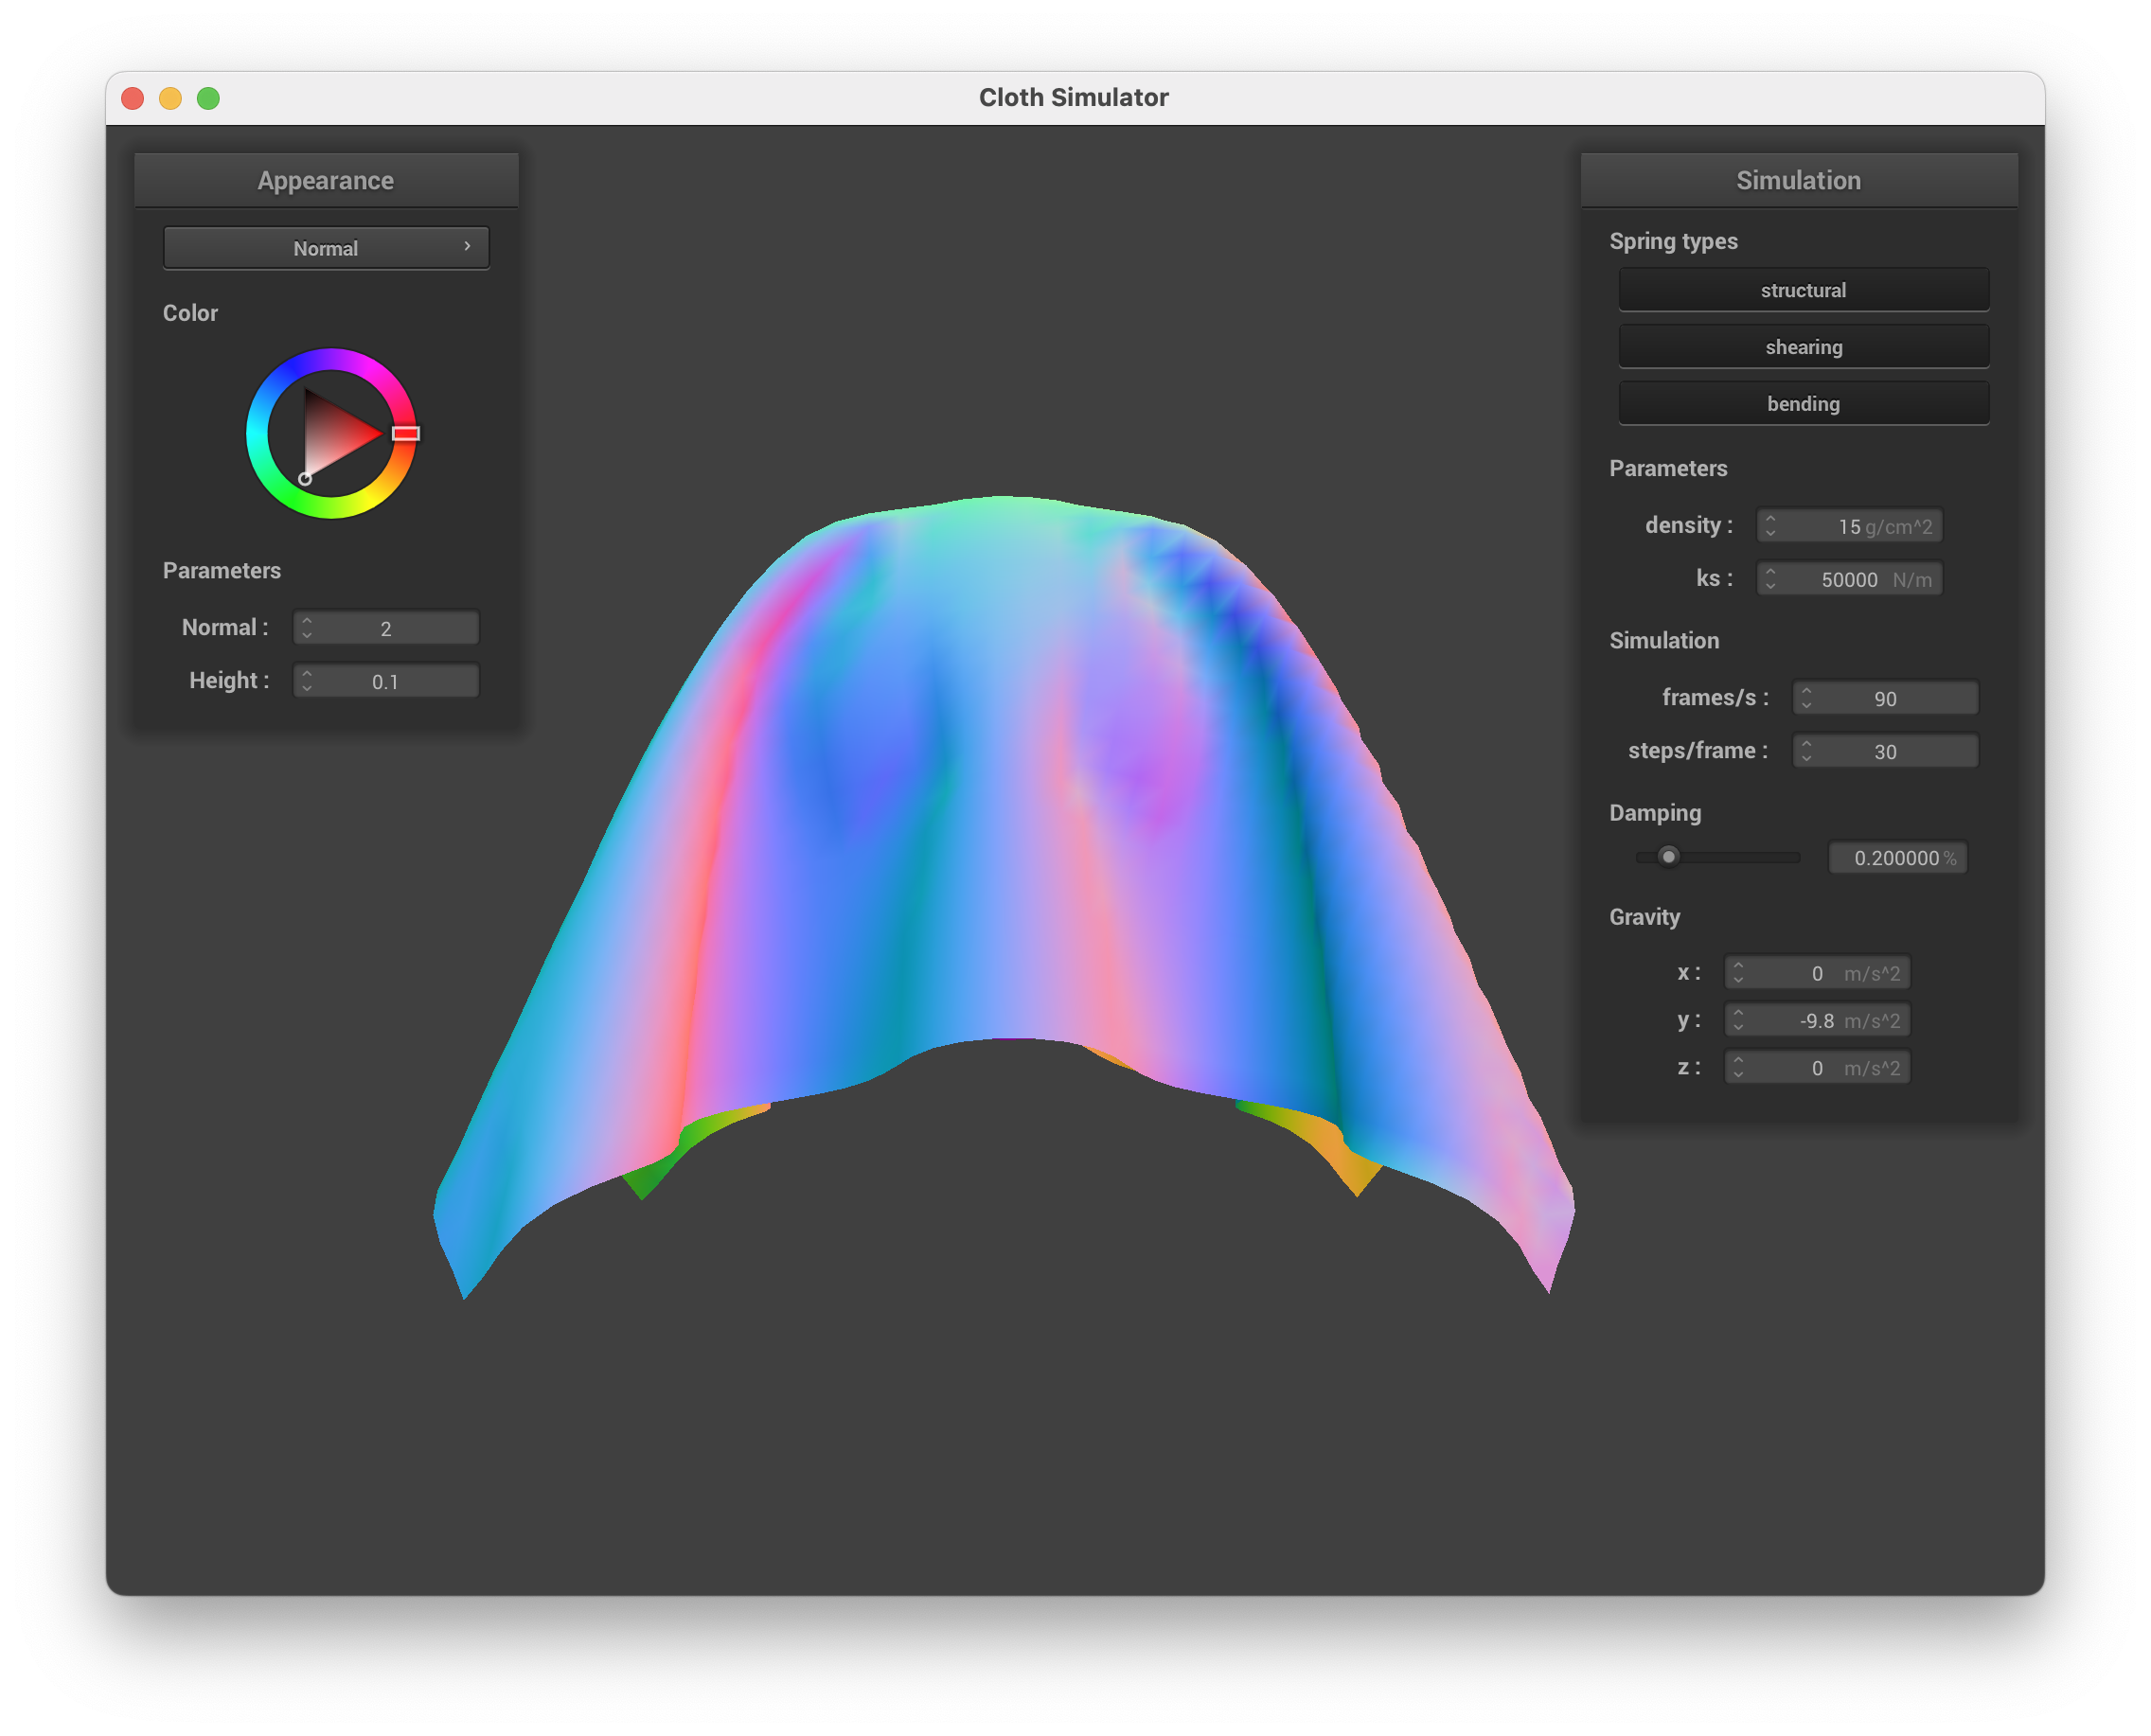 Cloth Simulator
Appearance
Normal
Color
Parameters
Normal : 2
Height : 0.1
Simulation
Spring types
structural
shearing
bending
Parameters
density : 15 g/cm^2
ks : 50000 N/m
Simulation
frames/s : 90
steps/frame : 30
Damping
0.200000 %
Gravity
x : 0 m/s^2
y : -9.8 m/s^2
z : 0 m/s^2